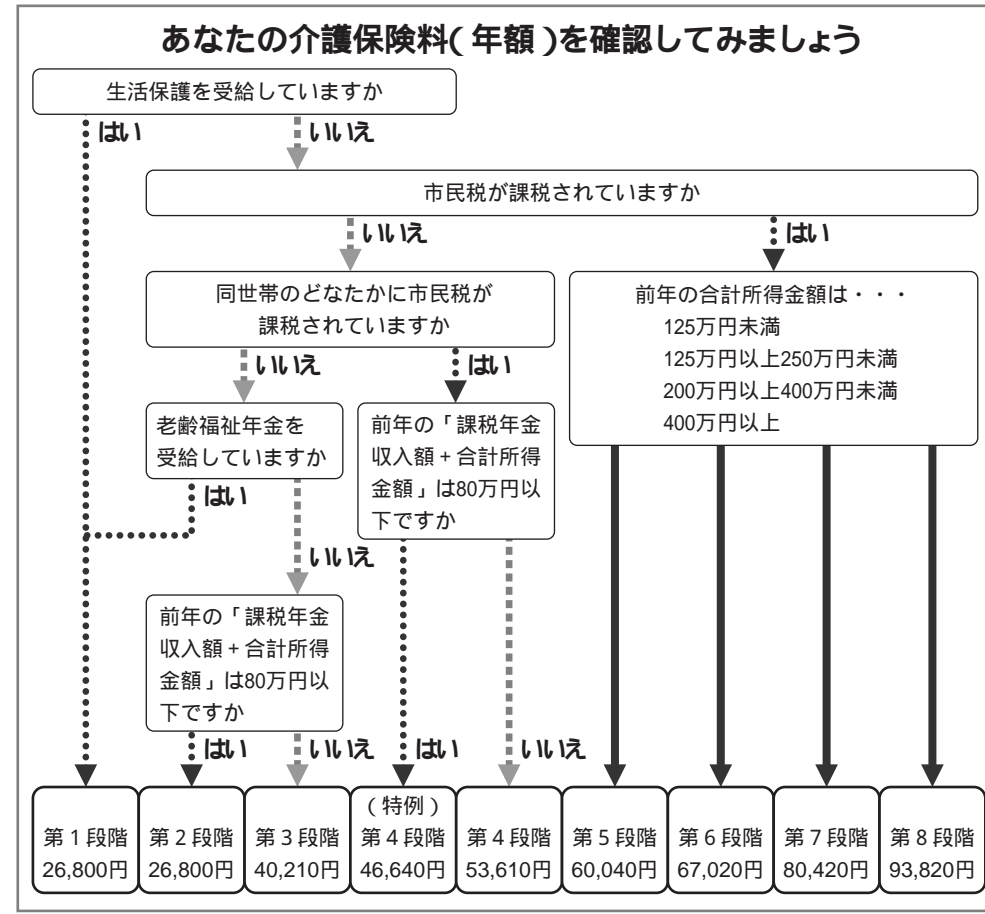 あなたの介護保険料(年額)を確認してみましょう
生活保護を受給していますか
はい
いいえ
市民税が課税されていますか
いいえ
はい
同世帯のどなたかに市民税が
課税されていますか
前年の合計所得金額は・・・
125万円未満
125万円以上250万円未満
200万円以上400万円未満
400万円以上
いいえ
はい
老齢福祉年金を
受給していますか
前年の「課税年金
収入額+合計所得
金額」は80万円以
下ですか
はい
いいえ
前年の「課税年金
収入額+合計所得
金額」は80万円以
下ですか
はい
いいえ
はい
いいえ
第1段階
26,800円
第2段階
26,800円
第3段階
40,210円
(特例)
第4段階
46,640円
第4段階
53,610円
第5段階
60,040円
第6段階
67,020円
第7段階
80,420円
第8段階
93,820円